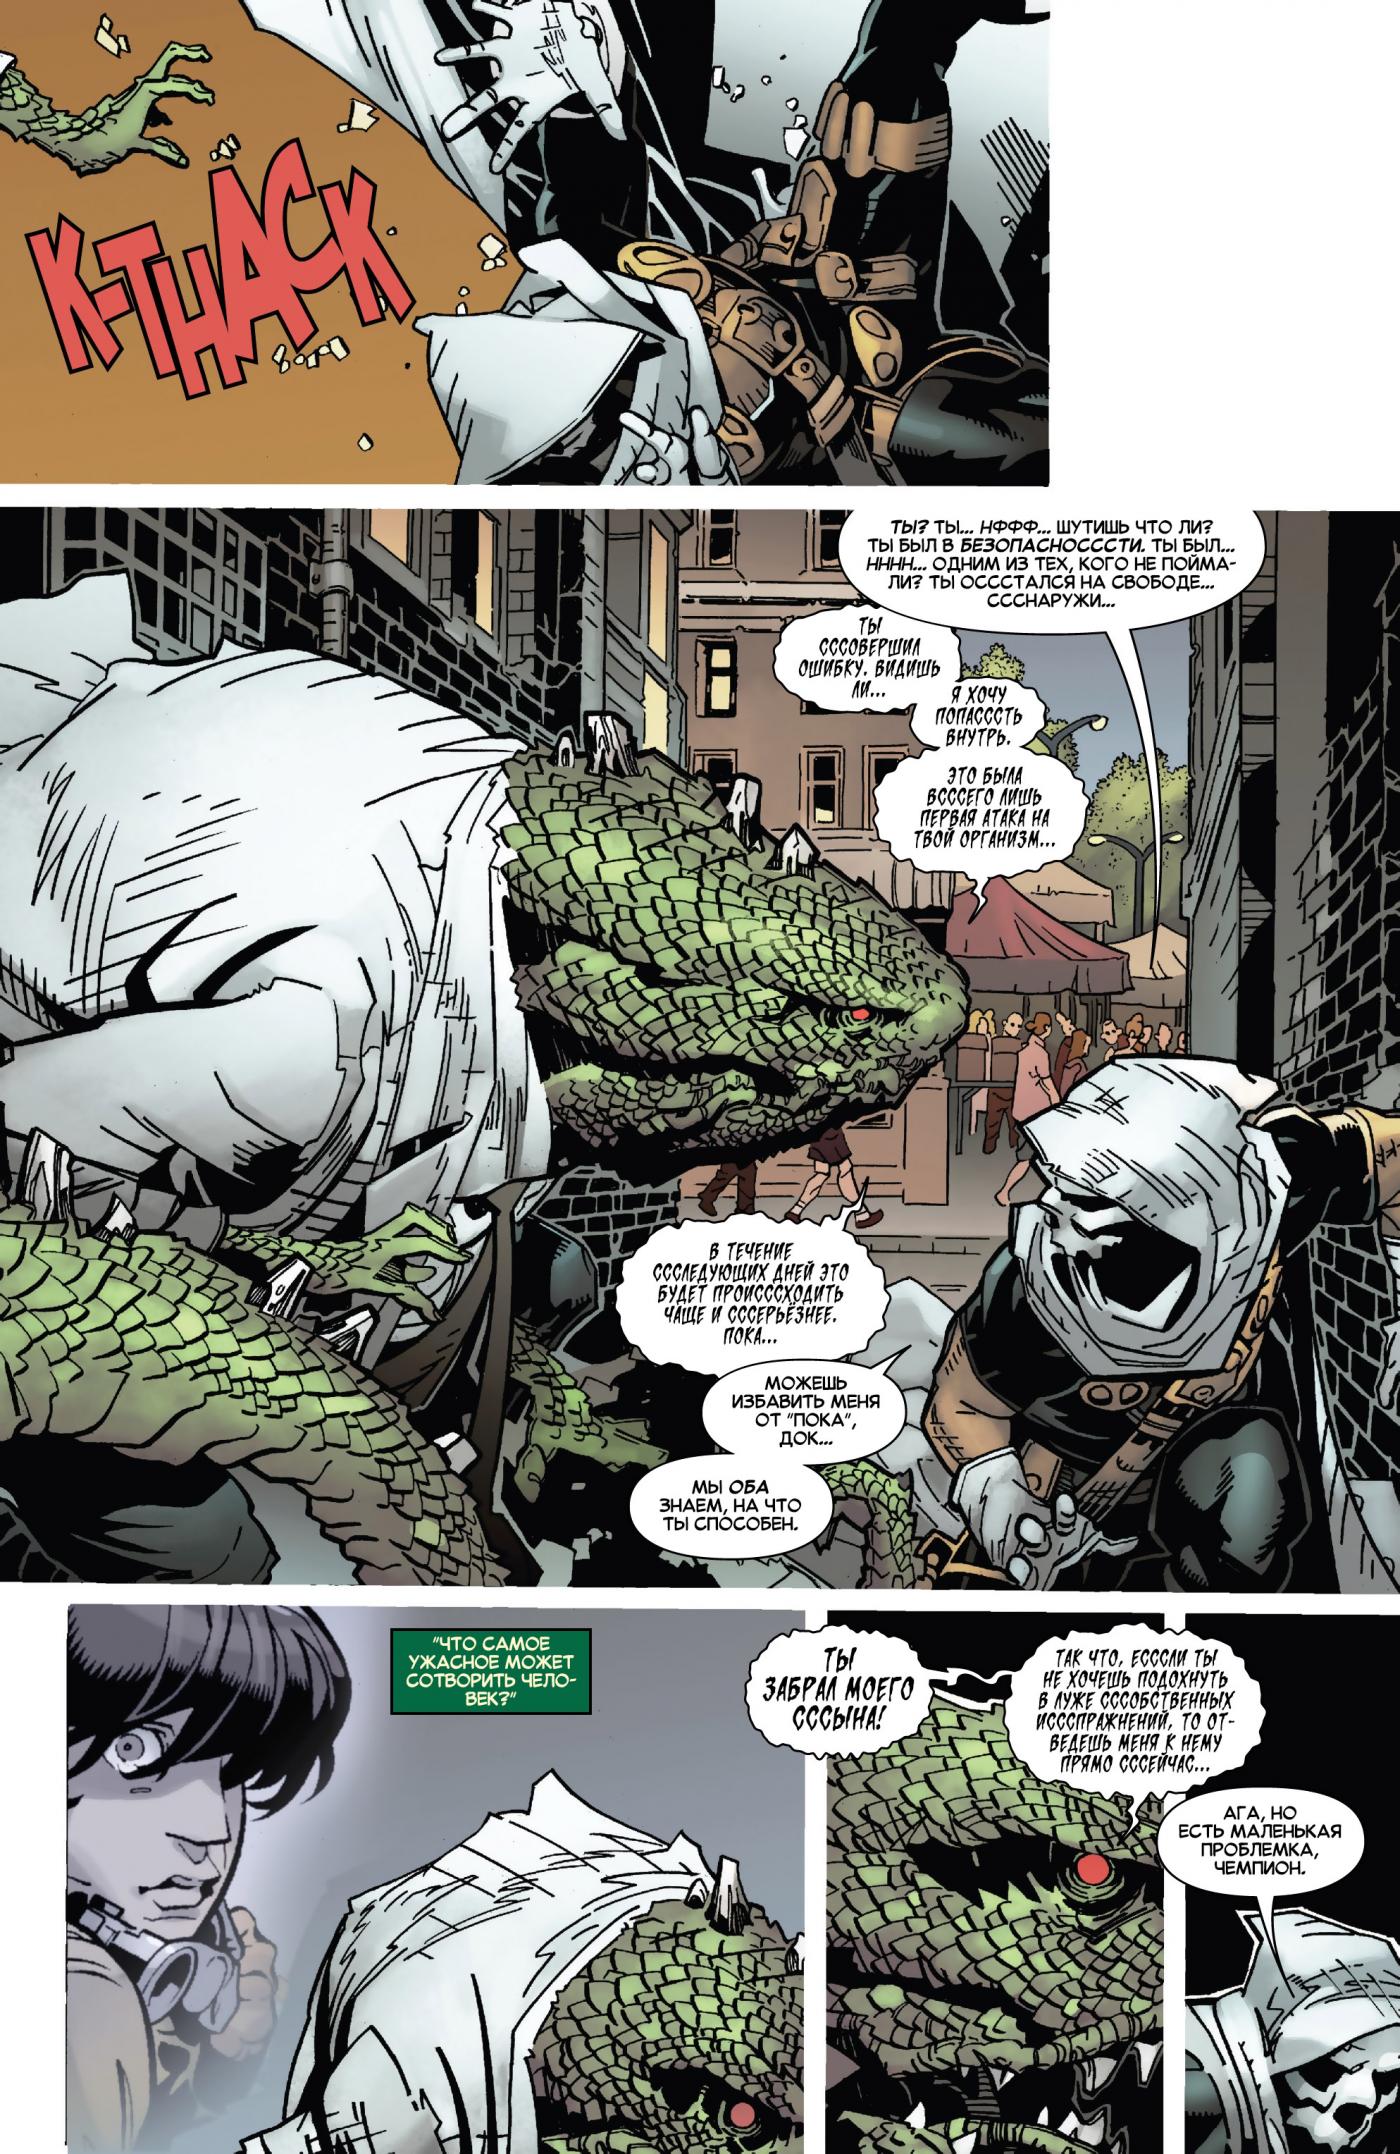 K-THACK
ТЫ? ТЫ... НФФФ... ШУТИШЬ ЧТО ЛИ?
ТЫ БЫЛ В БЕЗОПАСНОСССТИ. ТЫ БЫЛ...
НННН... ОДНИМ ИЗ ТЕХ, КОГО НЕ ПОЙМА-
ЛИ? ТЫ ОСССТАЛСЯ НА СВОБОДЕ...
СССНАРУЖИ...
ТЫ
СССОВЕРШИЛ
ОШИБКУ. ВИДИШЬ
ЛИ...
Я ХОЧУ
ПОПАСССТЬ
ВНУТРЬ.
ЭТО БЫЛА
ВСССЕГО ЛИШЬ
ПЕРВАЯ АТАКА НА
ТВОЙ ОРГАНИЗМ...
В ТЕЧЕНИЕ
СССЛЕДУЮЩИХ ДНЕЙ ЭТО
БУДЕТ ПРОИСССХОДИТЬ
ЧАЩЕ И СССЕРЬЁЗНЕЕ.
ПОКА...
МОЖЕШЬ
ИЗБАВИТЬ МЕНЯ
ОТ "ПОКА",
ДОК...
МЫ ОБА
ЗНАЕМ, НА ЧТО
ТЫ СПОСОБЕН.
"ЧТО САМОЕ
УЖАСНОЕ МОЖЕТ
СОТВОРИТЬ ЧЕЛО-
ВЕК?"
ТЫ
ЗАБРАЛ МОЕГО
СССЫНА!
ТАК ЧТО, ЕСССЛИ ТЫ
НЕ ХОЧЕШЬ ПОДОХНУТЬ
В ЛУЖЕ СССОБСТВЕННЫХ
ИСССПРАЖНЕНИЙ, ТО ОТ-
ВЕДЕШЬ МЕНЯ К НЕМУ
ПРЯМО СССЕЙЧАС...
АГА, НО
ЕСТЬ МАЛЕНЬКАЯ
ПРОБЛЕМКА,
ЧЕМПИОН.